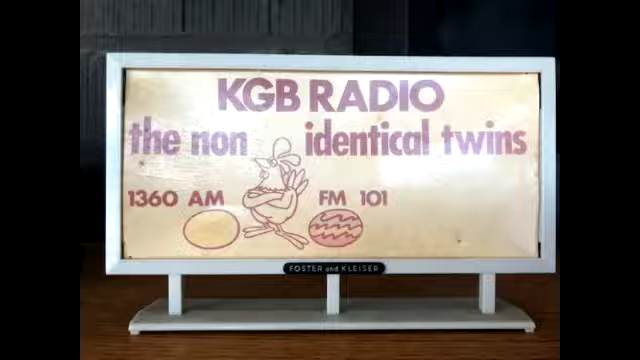 KGB RADIO
the non identical twins
1360 AM FM 101
FOSTER and KLEISER